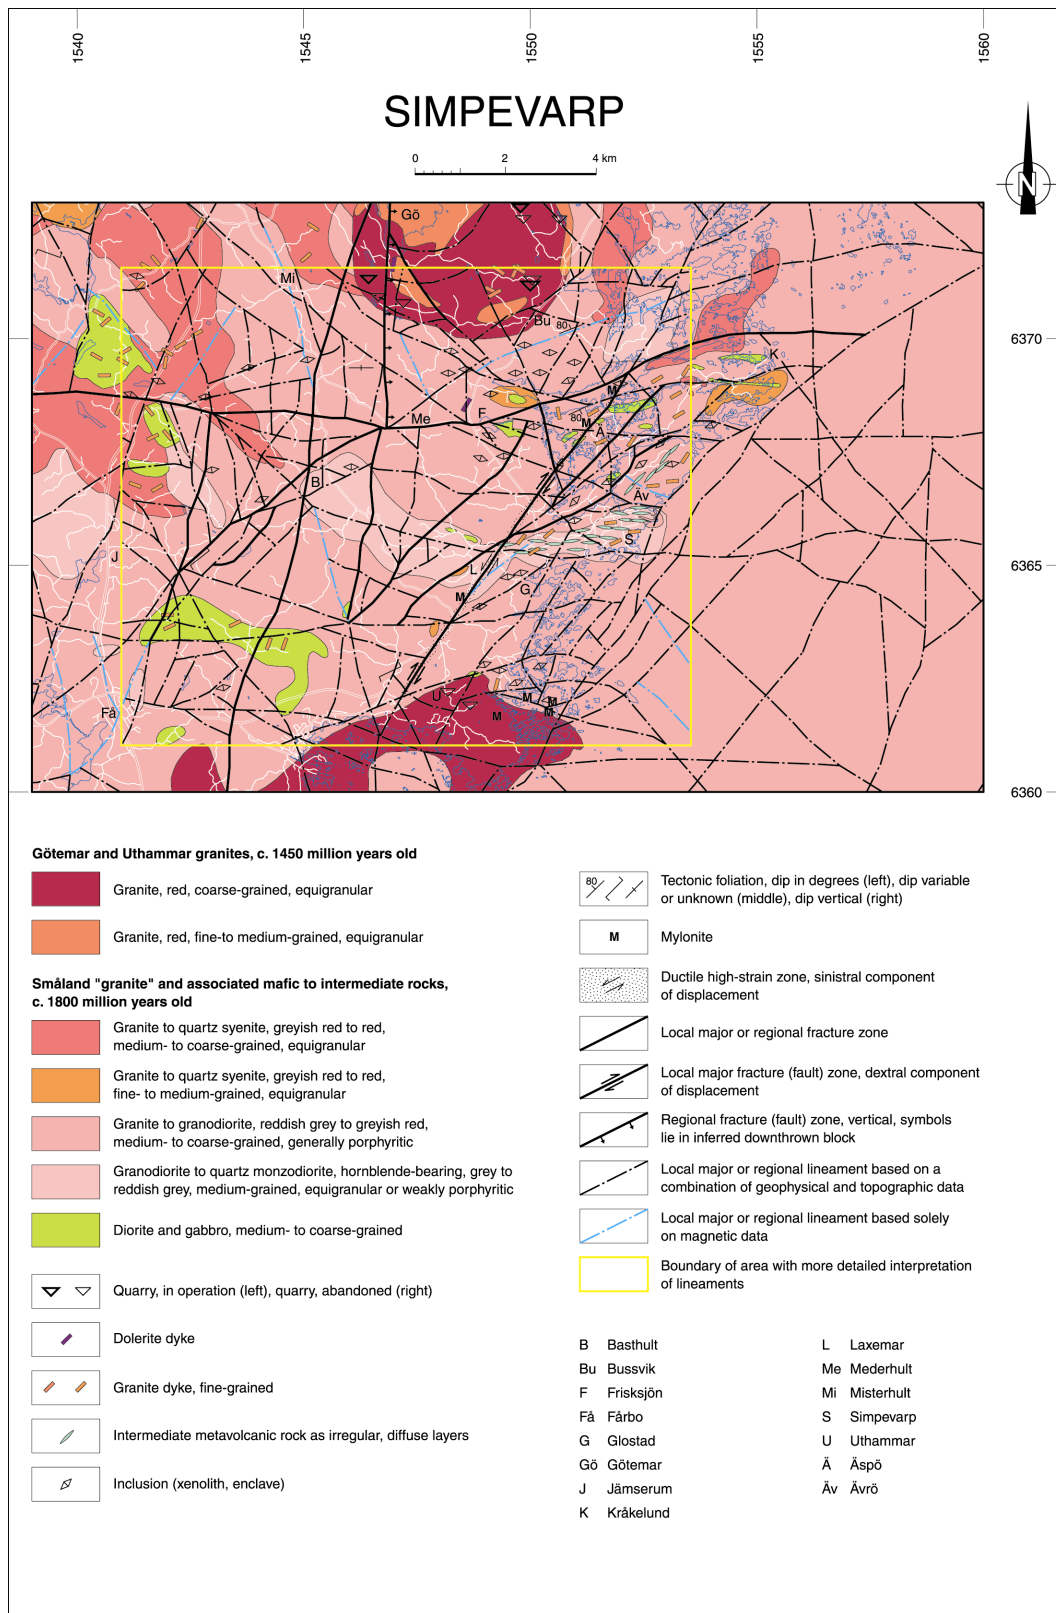 1540
1545
1550
1555
1560
SIMPEVARP
0 2 4 km
N
Gö
Mi
Bu 80
6370
K
M
Me
F
80 M
Ä
B
Äv
S
J
6365
L
G
M
U
M
M
M
M
Få
6360
Götemar and Uthammar granites, c. 1450 million years old
Granite, red, coarse-grained, equigranular
Granite, red, fine-to medium-grained, equigranular
Småland "granite" and associated mafic to intermediate rocks,
c. 1800 million years old
Granite to quartz syenite, greyish red to red,
medium- to coarse-grained, equigranular
Granite to quartz syenite, greyish red to red,
fine- to medium-grained, equigranular
Granite to granodiorite, reddish grey to greyish red,
medium- to coarse-grained, generally porphyritic
Granodiorite to quartz monzodiorite, hornblende-bearing, grey to
reddish grey, medium-grained, equigranular or weakly porphyritic
Diorite and gabbro, medium- to coarse-grained
Quarry, in operation (left), quarry, abandoned (right)
Dolerite dyke
Granite dyke, fine-grained
Intermediate metavolcanic rock as irregular, diffuse layers
Inclusion (xenolith, enclave)
80
Tectonic foliation, dip in degrees (left), dip variable
or unknown (middle), dip vertical (right)
M Mylonite
Ductile high-strain zone, sinistral component
of displacement
Local major or regional fracture zone
Local major fracture (fault) zone, dextral component
of displacement
Regional fracture (fault) zone, vertical, symbols
lie in inferred downthrown block
Local major or regional lineament based on a
combination of geophysical and topographic data
Local major or regional lineament based solely
on magnetic data
Boundary of area with more detailed interpretation
of lineaments
B Basthult
Bu Bussvik
F Frisksjön
Få Fårbo
G Glostad
Gö Götemar
J Jämserum
K Kråkelund
L Laxemar
Me Mederhult
Mi Misterhult
S Simpevarp
U Uthammar
Ä Äspö
Äv Ävrö